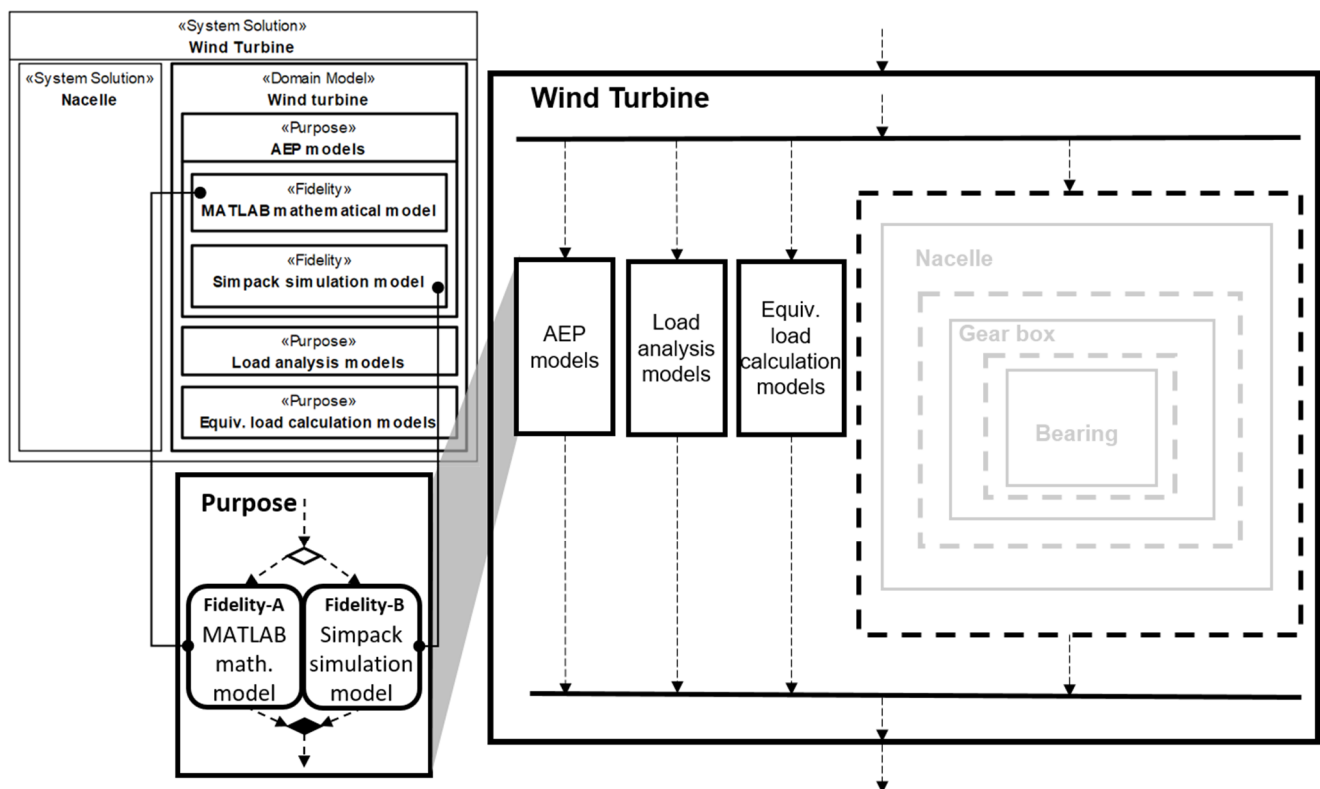 «System Solution»
Wind Turbine
«System Solution»
Nacelle
«Domain Model»
Wind turbine
«Purpose»
AEP models
«Fidelity»
MATLAB mathematical model
«Fidelity»
Simpack simulation model
«Purpose»
Load analysis models
«Purpose»
Equiv. load calculation models
Purpose
Fidelity-A
MATLAB
math.
model
Fidelity-B
Simpack
simulation
model
Wind Turbine
AEP
models
Load
analysis
models
Equiv.
load
calculation
models
Nacelle
Gear box
Bearing